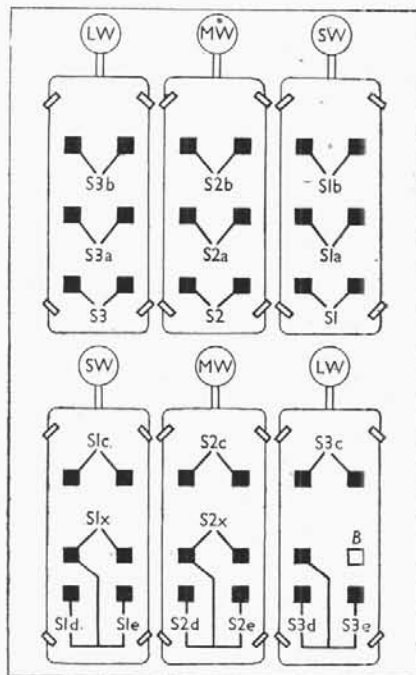 LW MW SW
S3b S2b S1b
S3a S2a S1a
S3 S2 S1
SW MW LW
S1c. S2c S3c
S1x S2x B
S1d. S1e S2d S2e S3d S3e